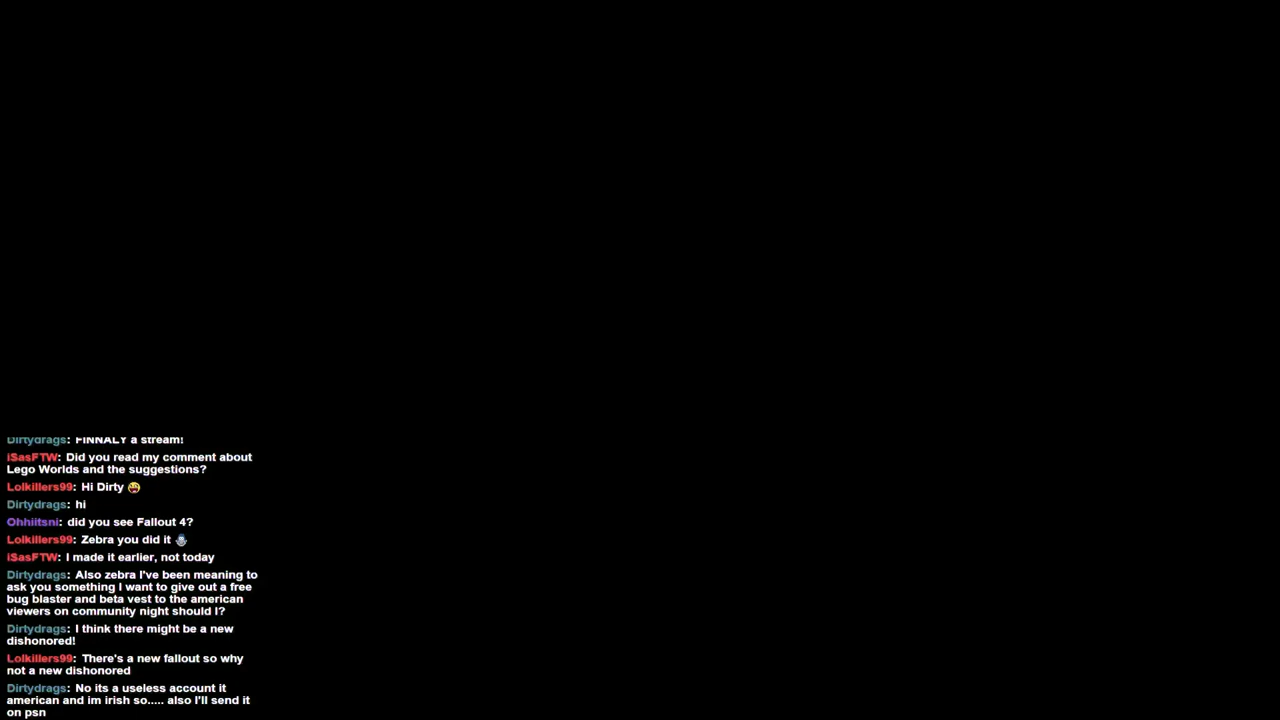 Dirtydrags: FINNALY a stream!
iSasFTW: Did you read my comment about
Lego Worlds and the suggestions?
Lolkillers99: Hi Dirty
Dirtydrags: hi
Ohhiitsni: did you see Fallout 4?
Lolkillers99: Zebra you did it
iSasFTW: I made it earlier, not today
Dirtydrags: Also zebra I've been meaning to
ask you something I want to give out a free
bug blaster and beta vest to the american
viewers on community night should I?
Dirtydrags: I think there might be a new
dishonored!
Lolkillers99: There's a new fallout so why
not a new dishonored
Dirtydrags: No its a useless account it
american and im irish so..... also I'll send it
on psn